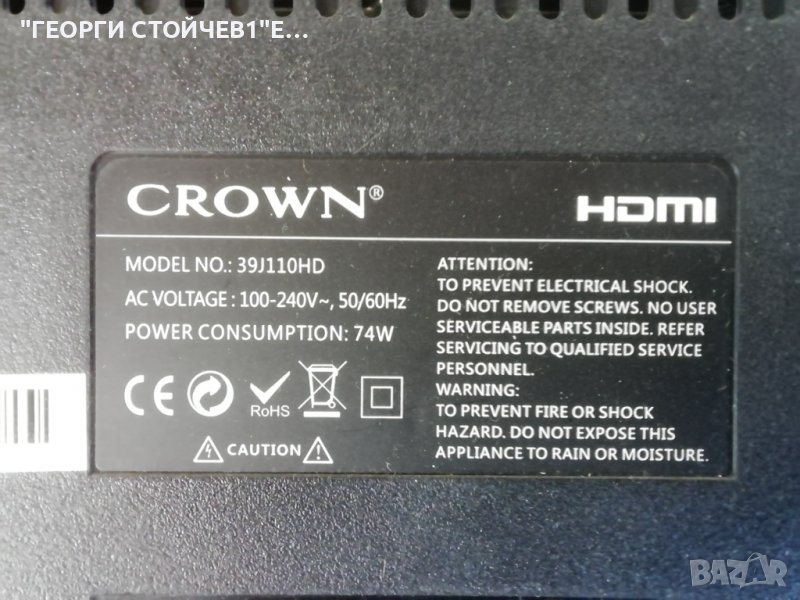 "ГЕОРГИ СТОЙЧЕВ1"Е...
CROWN®
HDMI
MODEL NO.: 39J110HD
AC VOLTAGE : 100-240V~, 50/60Hz
POWER CONSUMPTION: 74W
CE
RoHS
CAUTION
ATTENTION:
TO PREVENT ELECTRICAL SHOCK.
DO NOT REMOVE SCREWS. NO USER
SERVICEABLE PARTS INSIDE. REFER
SERVICING TO QUALIFIED SERVICE
PERSONNEL.
WARNING:
TO PREVENT FIRE OR SHOCK
HAZARD. DO NOT EXPOSE THIS
APPLIANCE TO RAIN OR MOISTURE.
BAZAR